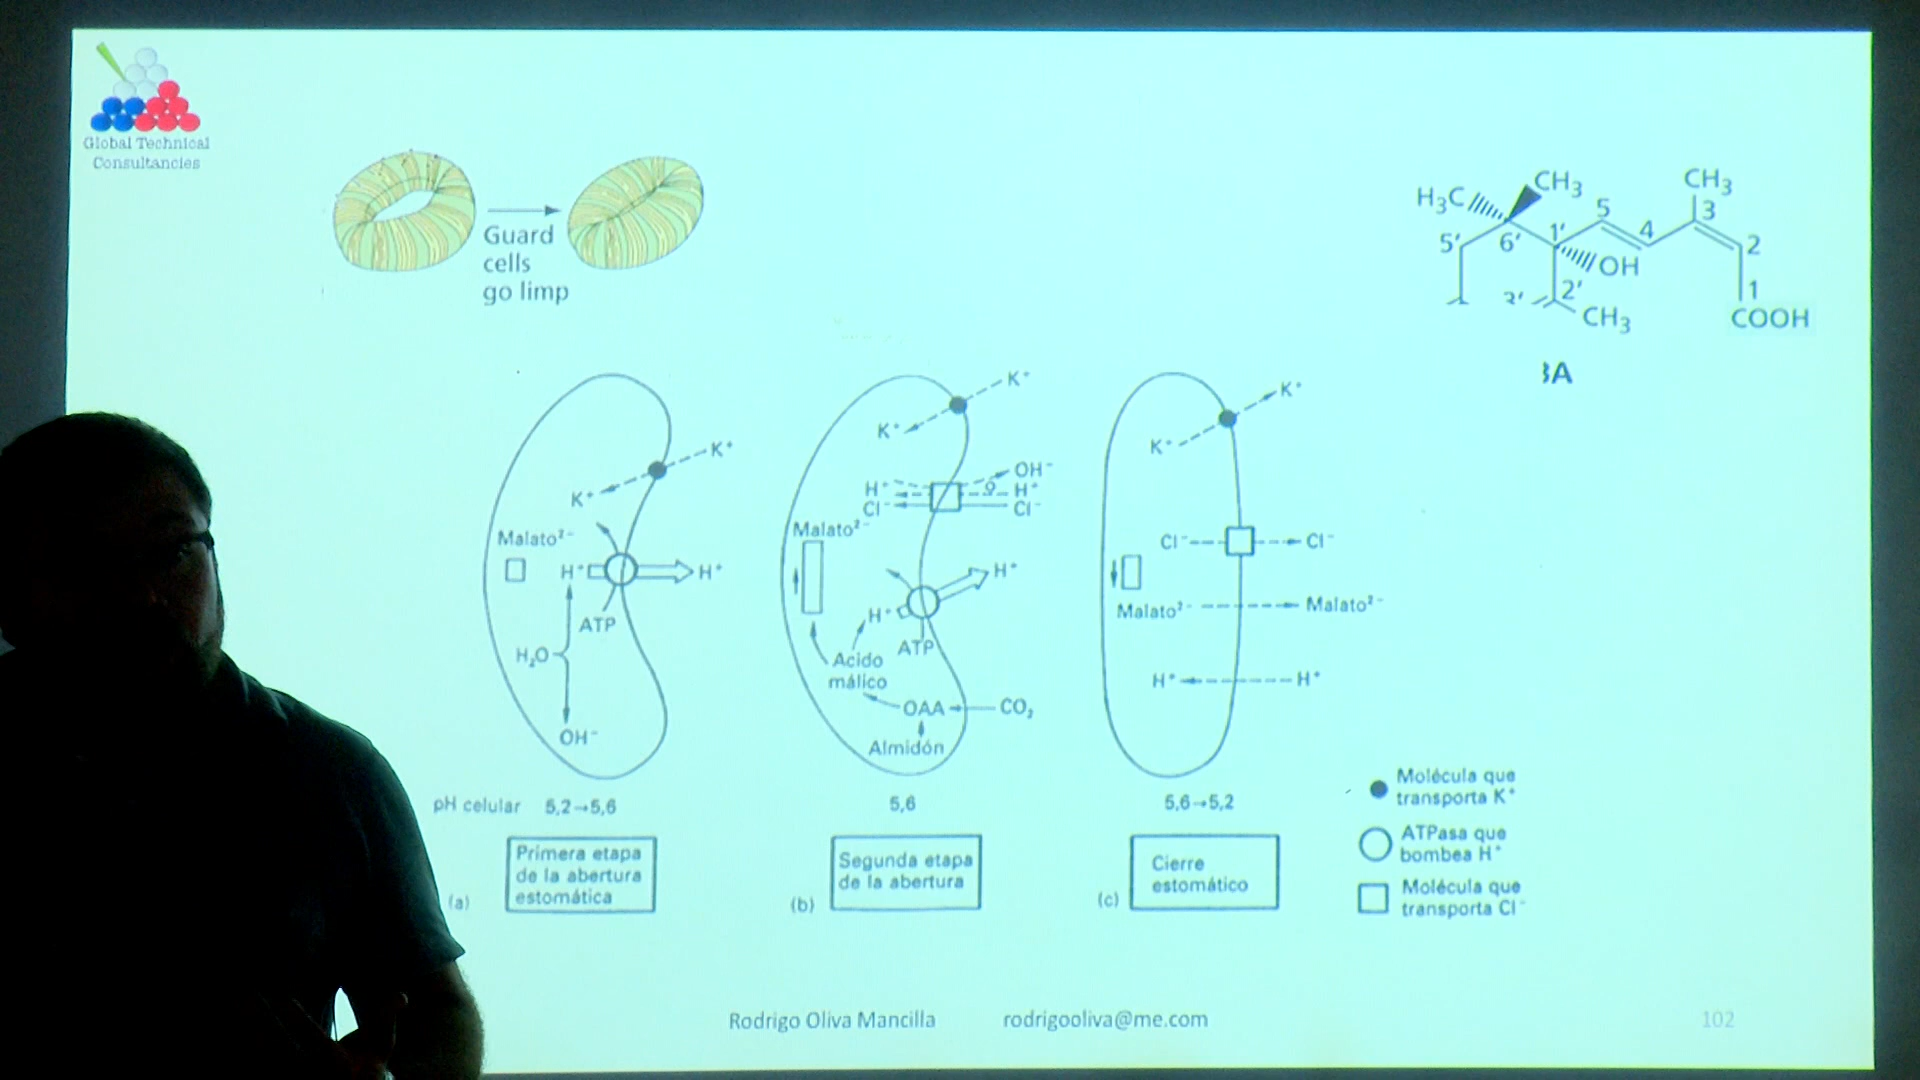 Global Technical
Consultancies
Guard
cells
go limp
H₃C
CH₃
CH₃
5
3
5'
6'
1'
4
2
OH
3'
2'
1
CH₃
COOH
3A
K⁺
K⁺
Malato²⁻
H⁺
H⁺
ATP
H₂O
OH⁻
K⁺
K⁺
OH⁻
H⁺
o
H⁺
Cl⁻
Cl⁻
Malato²⁻
H⁺
H⁺
ATP
Acido
málico
OAA
CO₂
Almidón
K⁺
K⁺
Cl⁻
Cl⁻
Malato²⁻
Malato²⁻
H⁺
H⁺
pH celular 5,2→5,6
5,6
5,6→5,2
(a)
Primera etapa
de la abertura
estomática
(b)
Segunda etapa
de la abertura
(c)
Cierre
estomático
Molécula que
transporta K⁺
ATPasa que
bombea H⁺
Molécula que
transporta Cl⁻
Rodrigo Oliva Mancilla
rodrigooliva@me.com
102